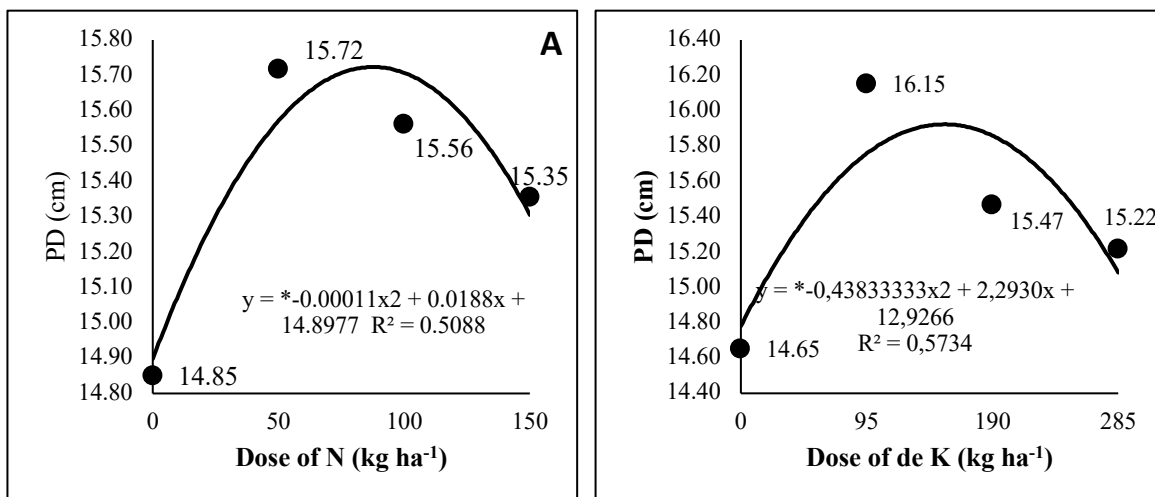 A
PD (cm)
15.80
15.70
15.60
15.50
15.40
15.30
15.20
15.10
15.00
14.90
14.80
15.72
15.56
15.35
14.85
y = *-0.00011x2 + 0.0188x +
14.8977 R² = 0.5088
0 50 100 150
Dose of N (kg ha⁻¹)
PD (cm)
16.40
16.20
16.00
15.80
15.60
15.40
15.20
15.00
14.80
14.60
14.40
16.15
15.47
15.22
14.65
y = *-0,43833333x2 + 2,2930x +
12,9266
R² = 0,5734
0 95 190 285
Dose of de K (kg ha⁻¹)